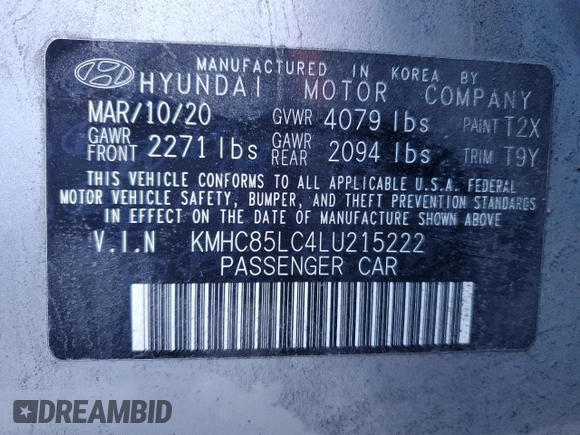 MANUFACTURED IN KOREA BY
HYUNDAI MOTOR COMPANY
MAR/10/20 GVWR 4079 lbs PAINT T2X
GAWR FRONT 2271 lbs GAWR REAR 2094 lbs TRIM T9Y
THIS VEHICLE CONFORMS TO ALL APPLICABLE U.S.A. FEDERAL
MOTOR VEHICLE SAFETY, BUMPER, AND THEFT PREVENTION STANDARDS
IN EFFECT ON THE DATE OF MANUFACTURE SHOWN ABOVE.
V.I.N KMHC85LC4LU215222
PASSENGER CAR
DREAMBID